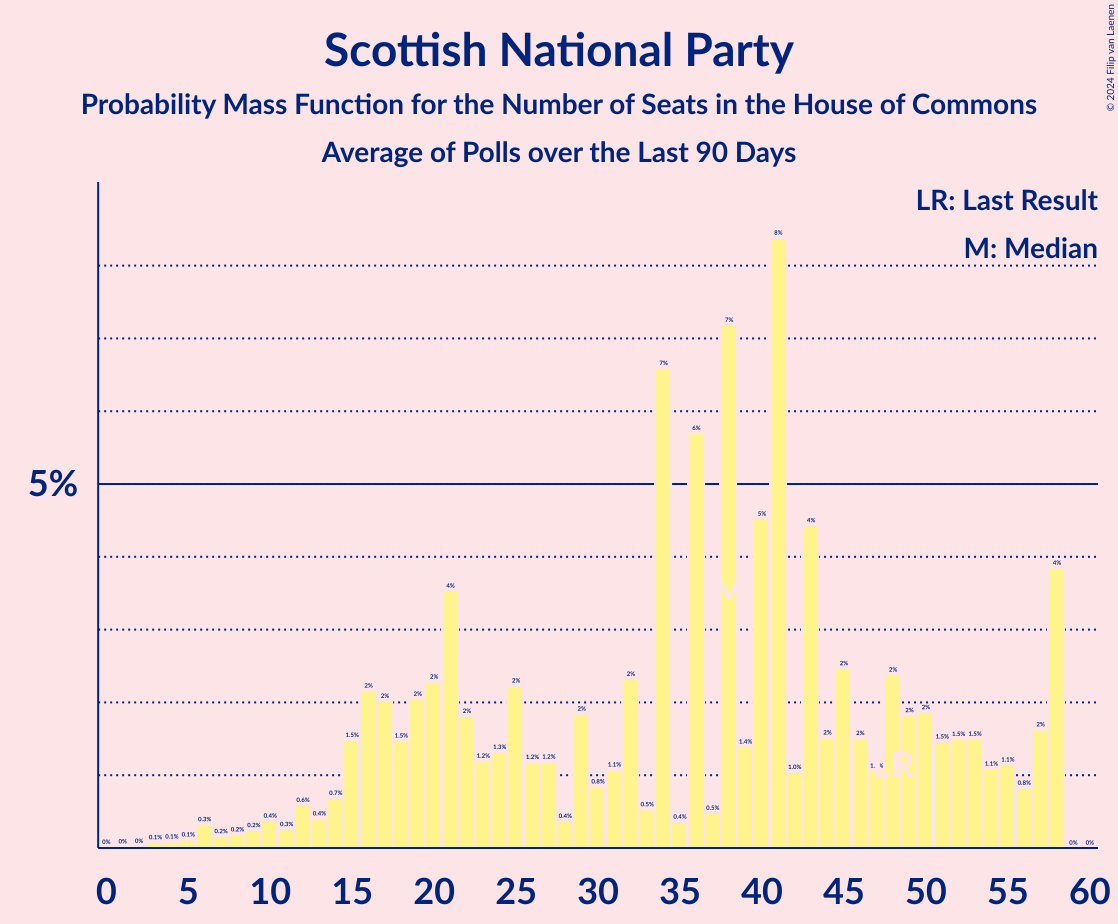 © 2024 Filip van Laenen
Scottish National Party
Probability Mass Function for the Number of Seats in the House of Commons
Average of Polls over the Last 90 Days
LR: Last Result
M: Median
5%
0% 0% 0% 0.1% 0.1% 0.1% 0.3% 0.2% 0.2% 0.2% 0.4% 0.3% 0.6% 0.4% 0.7% 1.5% 2% 2% 1.5% 2% 2% 4% 2% 1.2% 1.3% 2% 1.2% 1.2% 0.4% 2% 0.8% 1.1% 2% 0.5% 7% 0.4% 6% 0.5% 7% 1.4% 5% 8% 1.0% 4% 2% 2% 2% 2% 2% 2% 1.5% 1.5% 1.5% 1.1% 1.1% 0.8% 2% 4% 0% 0%
LR
0 5 10 15 20 25 30 35 40 45 50 55 60